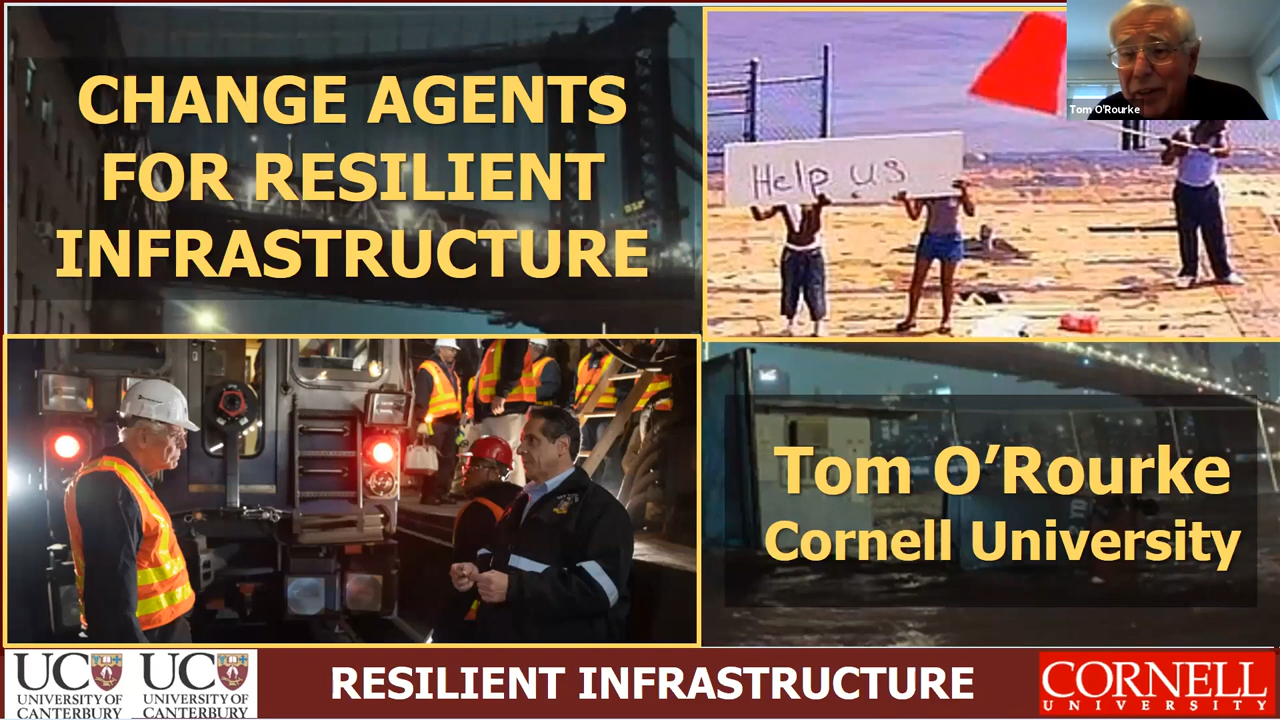 CHANGE AGENTS
FOR RESILIENT
INFRASTRUCTURE
Help us
Tom O'Rourke
Tom O’Rourke
Cornell University
UC
UNIVERSITY OF
CANTERBURY
UC
UNIVERSITY OF
CANTERBURY
RESILIENT INFRASTRUCTURE
CORNELL
UNIVERSITY